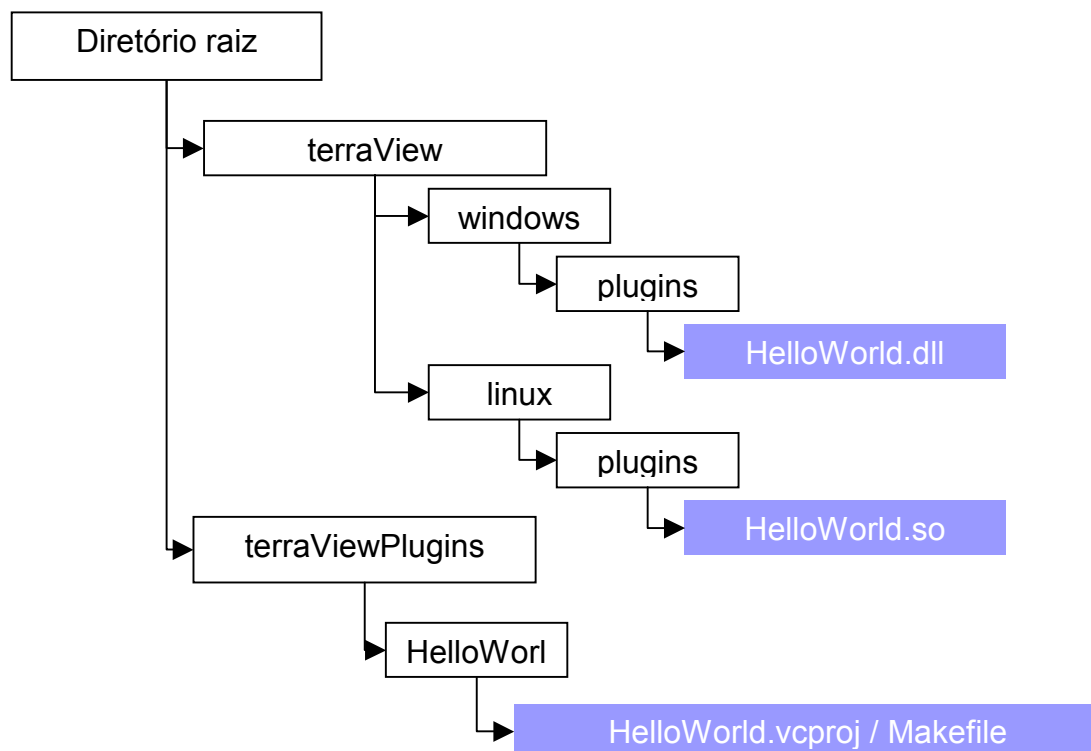 Diretório raiz
terraView
windows
plugins
HelloWorld.dll
linux
plugins
HelloWorld.so
terraViewPlugins
HelloWorl
HelloWorld.vcproj / Makefile